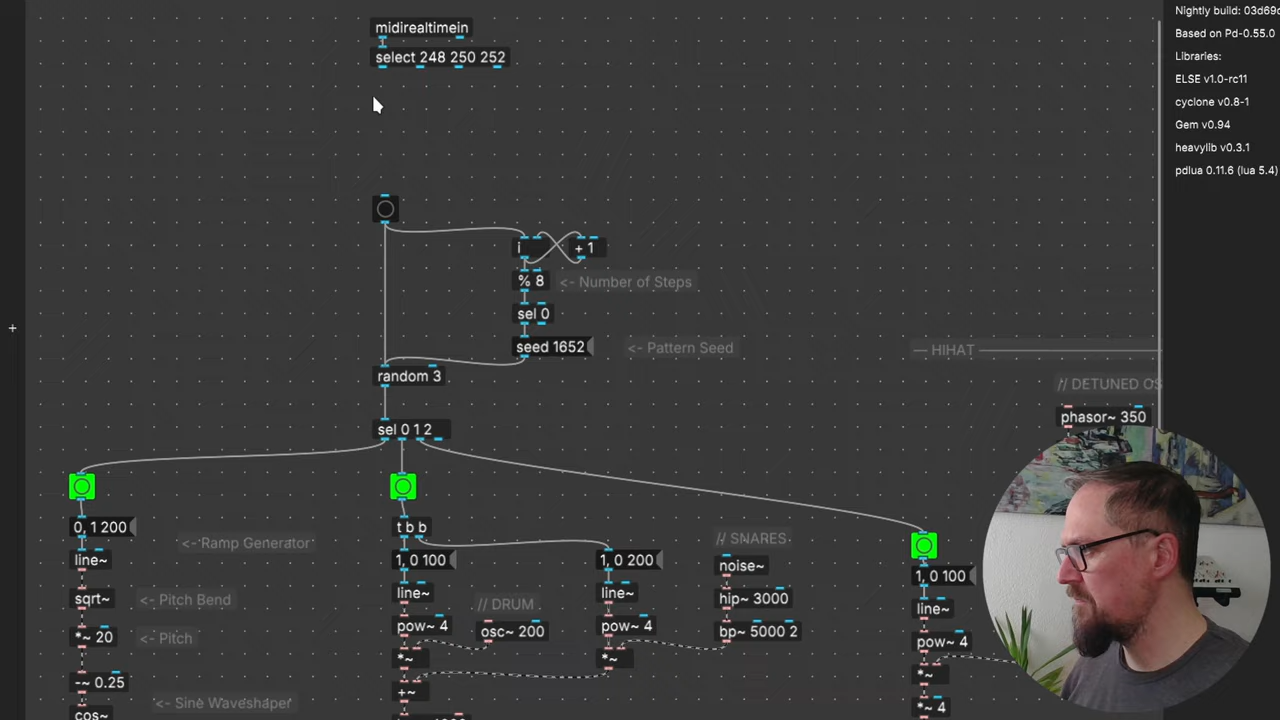 midirealtimein
select 248 250 252
Nightly build: 03d69c
Based on Pd-0.55.0
Libraries:
ELSE v1.0-rc11
cyclone v0.8-1
Gem v0.94
heavylib v0.3.1
pdlua 0.11.6 (lua 5.4)
i
+ 1
% 8
<- Number of Steps
sel 0
seed 1652
<- Pattern Seed
random 3
sel 0 1 2
— HIHAT
// DETUNED OS
phasor~ 350
0, 1 200
<- Ramp Generator
line~
sqrt~
<- Pitch Bend
*~ 20
<- Pitch
-~ 0.25
<- Sine Waveshaper
cos~
t b b
1, 0 100
line~
// DRUM
pow~ 4
osc~ 200
*~
+~
1, 0 200
line~
pow~ 4
*~
// SNARES
noise~
hip~ 3000
bp~ 5000 2
1, 0 100
line~
pow~ 4
*~
*~ 4